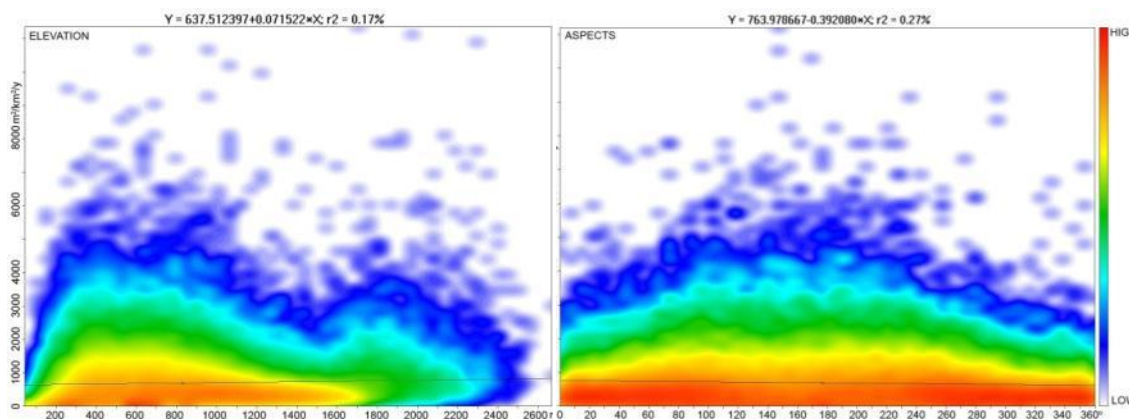 Y = 637.512397+0.071522*X; r2 = 0.17%
ELEVATION
8000 m³/km²/y
6000
4000
3000
2000
1000
0
200 400 600 800 1000 1200 1400 1600 1800 2000 2200 2400 2600 m
Y = 763.978667-0.392080*X; r2 = 0.27%
ASPECTS
0 20 40 60 80 100 120 140 160 180 200 220 240 260 280 300 320 340 360°
HIG
LOW